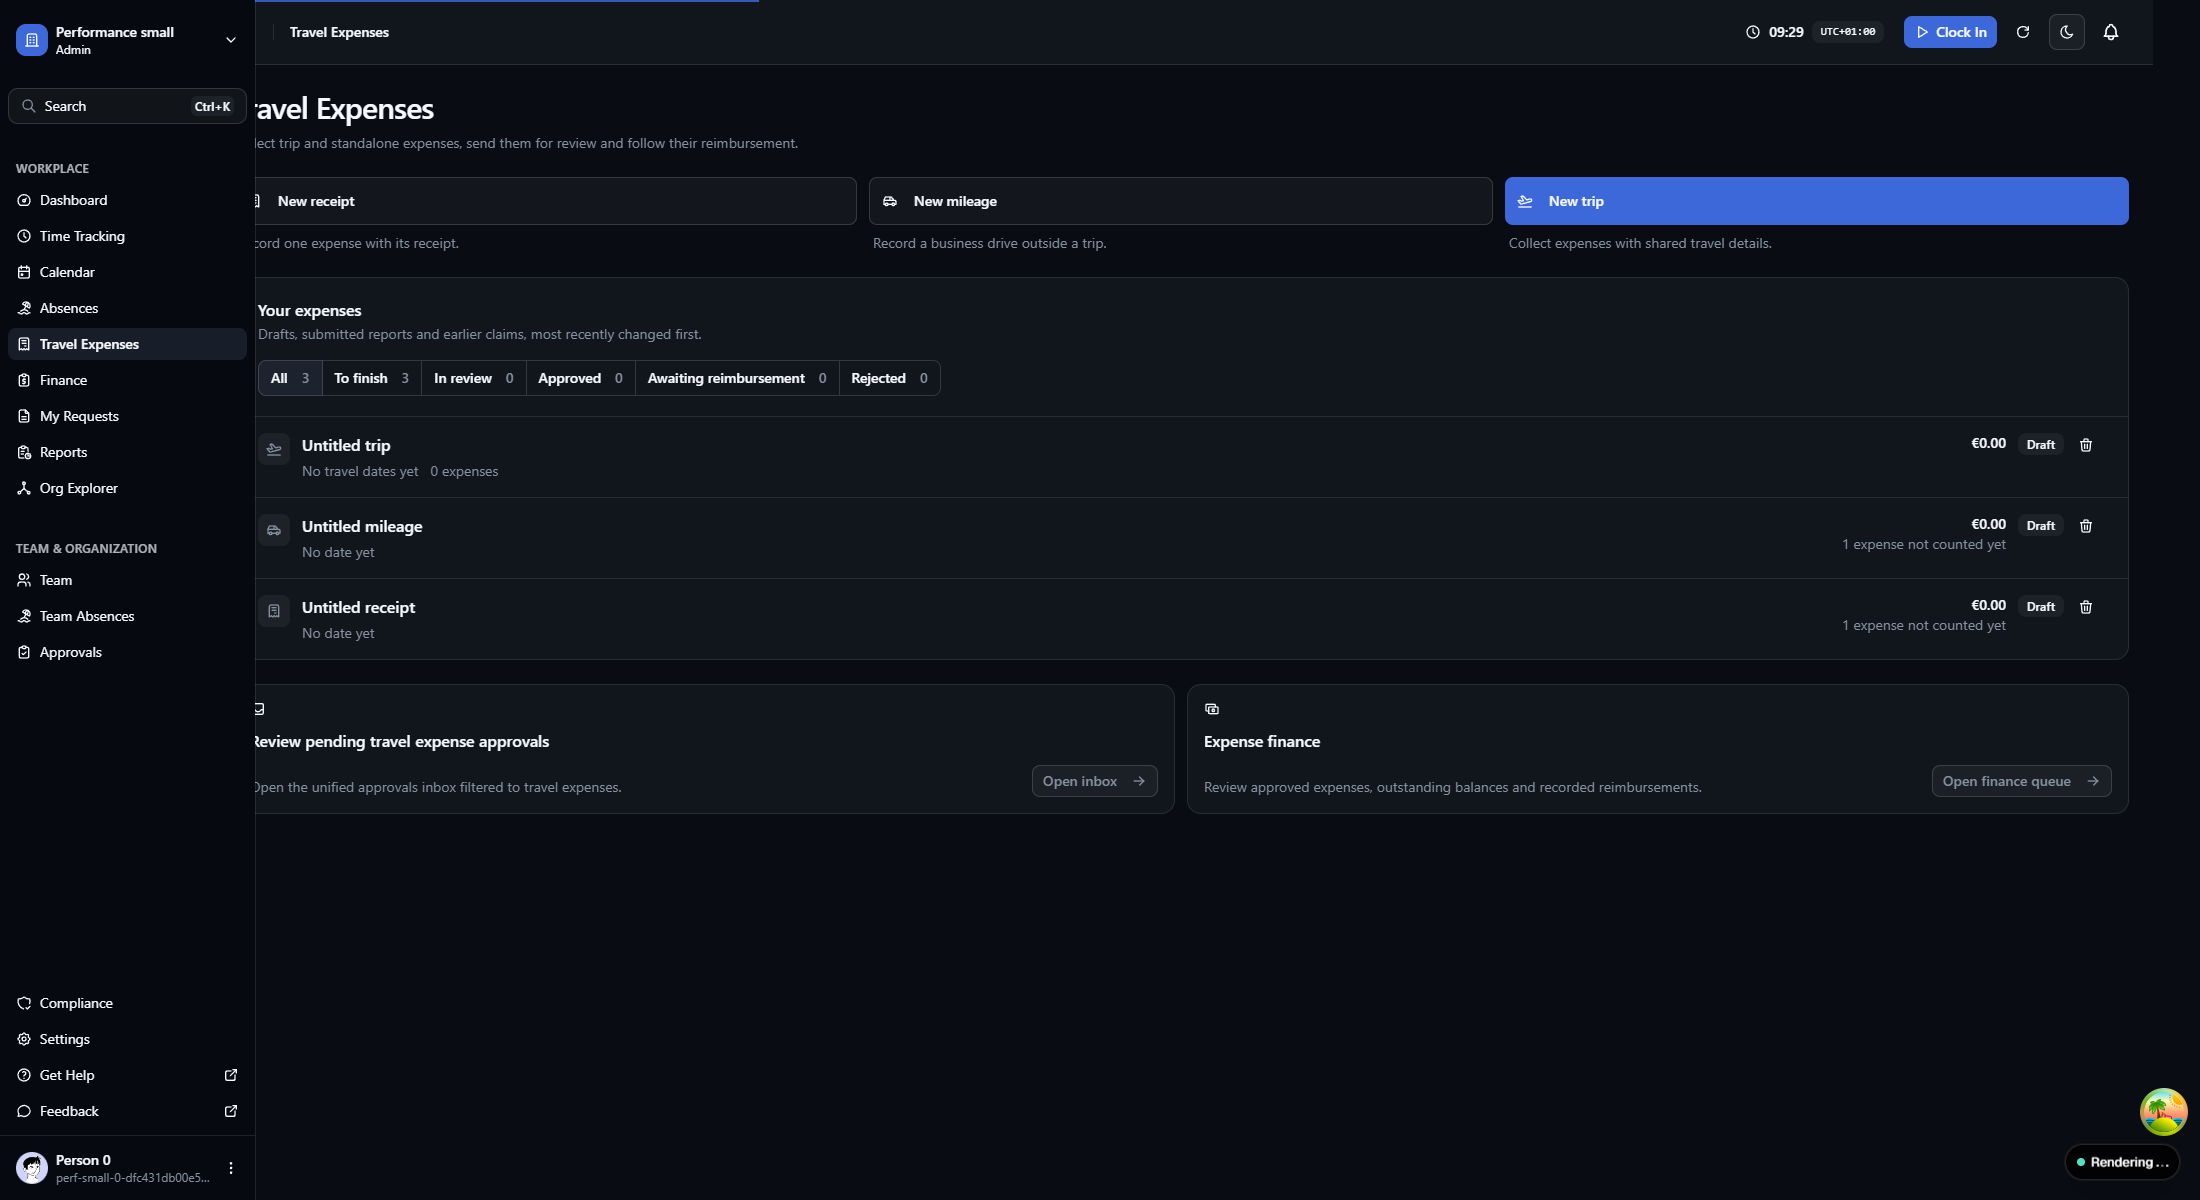 Performance small
Admin
Travel Expenses
09:29
UTC+01:00
Clock In
Search
Ctrl+K
WORKPLACE
Dashboard
Time Tracking
Calendar
Absences
Travel Expenses
Finance
My Requests
Reports
Org Explorer
TEAM & ORGANIZATION
Team
Team Absences
Approvals
Compliance
Settings
Get Help
Feedback
Person 0
perf-small-0-dfc431db00e5...
ravel Expenses
lect trip and standalone expenses, send them for review and follow their reimbursement.
New receipt
cord one expense with its receipt.
New mileage
Record a business drive outside a trip.
New trip
Collect expenses with shared travel details.
Your expenses
Drafts, submitted reports and earlier claims, most recently changed first.
All 3
To finish 3
In review 0
Approved 0
Awaiting reimbursement 0
Rejected 0
Untitled trip
No travel dates yet 0 expenses
€0.00 Draft
Untitled mileage
No date yet
€0.00 Draft
1 expense not counted yet
Untitled receipt
No date yet
€0.00 Draft
1 expense not counted yet
Review pending travel expense approvals
Open the unified approvals inbox filtered to travel expenses.
Open inbox
Expense finance
Review approved expenses, outstanding balances and recorded reimbursements.
Open finance queue
Rendering...